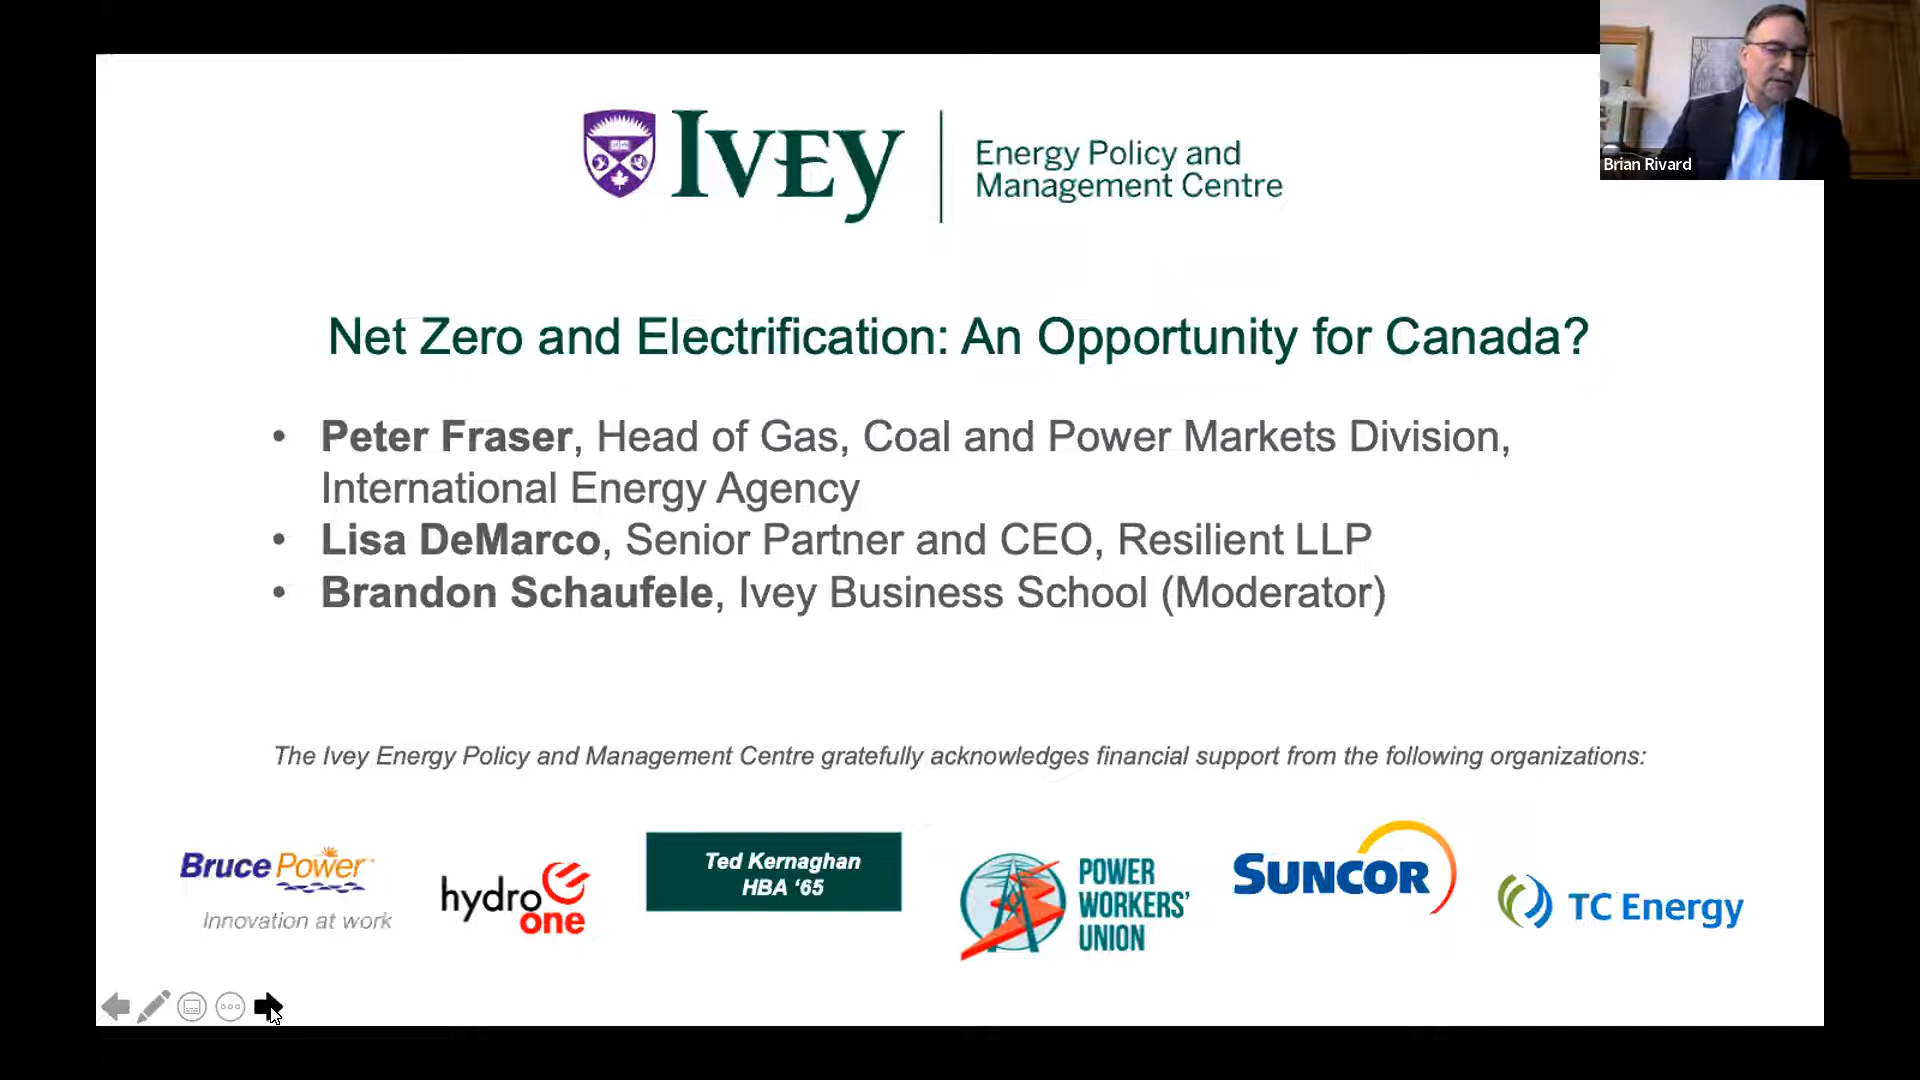 IVEY
Energy Policy and
Management Centre
Brian Rivard
Net Zero and Electrification: An Opportunity for Canada?
• Peter Fraser, Head of Gas, Coal and Power Markets Division,
International Energy Agency
• Lisa DeMarco, Senior Partner and CEO, Resilient LLP
• Brandon Schaufele, Ivey Business School (Moderator)
The Ivey Energy Policy and Management Centre gratefully acknowledges financial support from the following organizations:
Bruce Power
Innovation at work
hydro
one
Ted Kernaghan
HBA ‘65
POWER
WORKERS’
UNION
SUNCOR
TC Energy